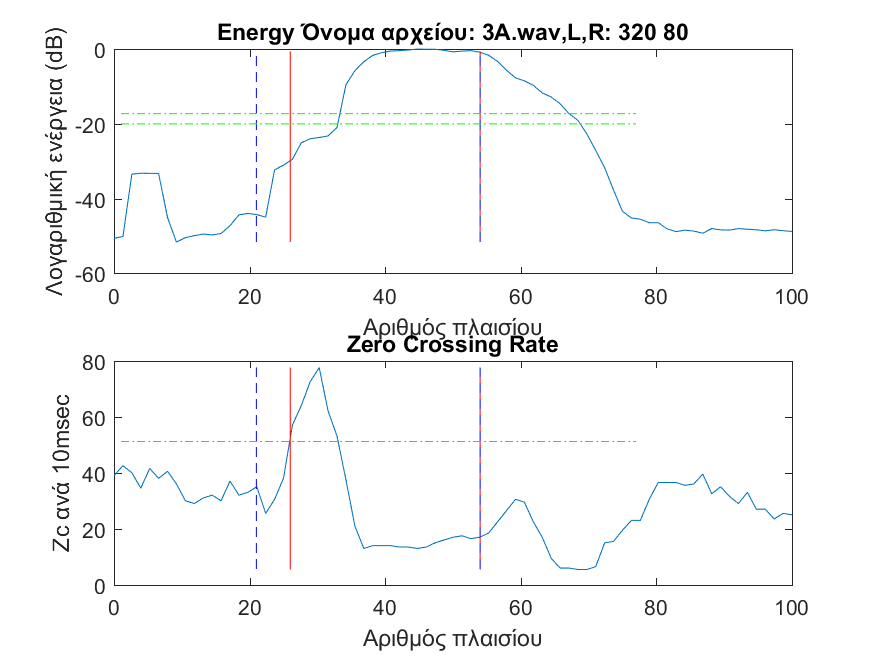 Energy Όνομα αρχείου: 3A.wav,L,R: 320 80
Λογαριθμική ενέργεια (dB)
0
-20
-40
-60
0 20 40 60 80 100
Αριθμός πλαισίου
Zero Crossing Rate
Zc ανά 10msec
80
60
40
20
0
0 20 40 60 80 100
Αριθμός πλαισίου